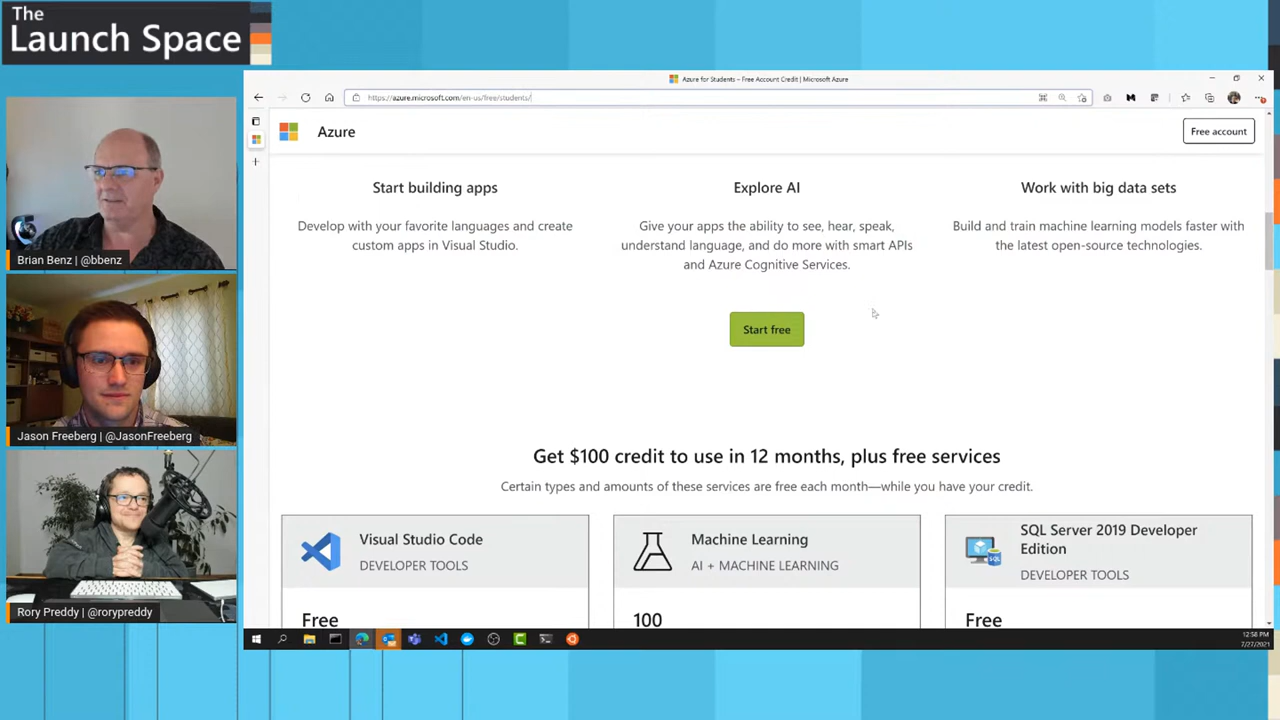 The
Launch Space
Brian Benz | @bbenz
Jason Freeberg | @JasonFreeberg
Rory Preddy | @rorypreddy
Azure for Students – Free Account Credit | Microsoft Azure
https://azure.microsoft.com/en-us/free/students/
Azure
Free account
Start building apps
Develop with your favorite languages and create
custom apps in Visual Studio.
Explore AI
Give your apps the ability to see, hear, speak,
understand language, and do more with smart APIs
and Azure Cognitive Services.
Work with big data sets
Build and train machine learning models faster with
the latest open-source technologies.
Start free
Get $100 credit to use in 12 months, plus free services
Certain types and amounts of these services are free each month—while you have your credit.
Visual Studio Code
DEVELOPER TOOLS
Free
Machine Learning
AI + MACHINE LEARNING
100
SQL Server 2019 Developer
Edition
DEVELOPER TOOLS
Free
12:58 PM
7/27/2021